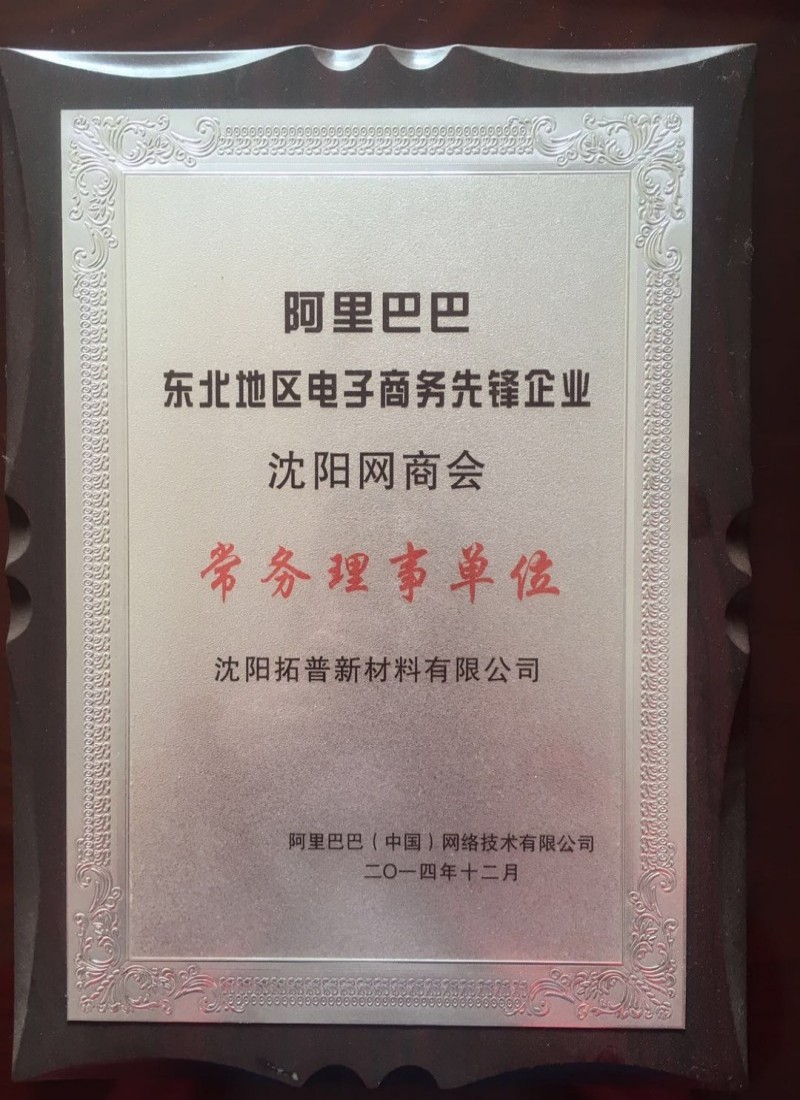 阿里巴巴
东北地区电子商务先锋企业
沈阳网商会
常务理事单位
沈阳拓普新材料有限公司
阿里巴巴（中国）网络技术有限公司
二〇一四年十二月